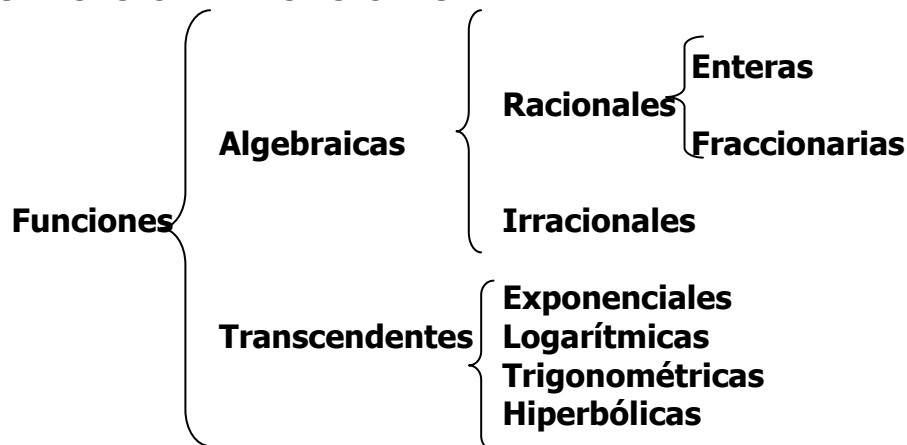 Enteras
Racionales
Algebraicas
Fraccionarias
Funciones
Irracionales
Exponenciales
Transcendentes
Logarítmicas
Trigonométricas
Hiperbólicas